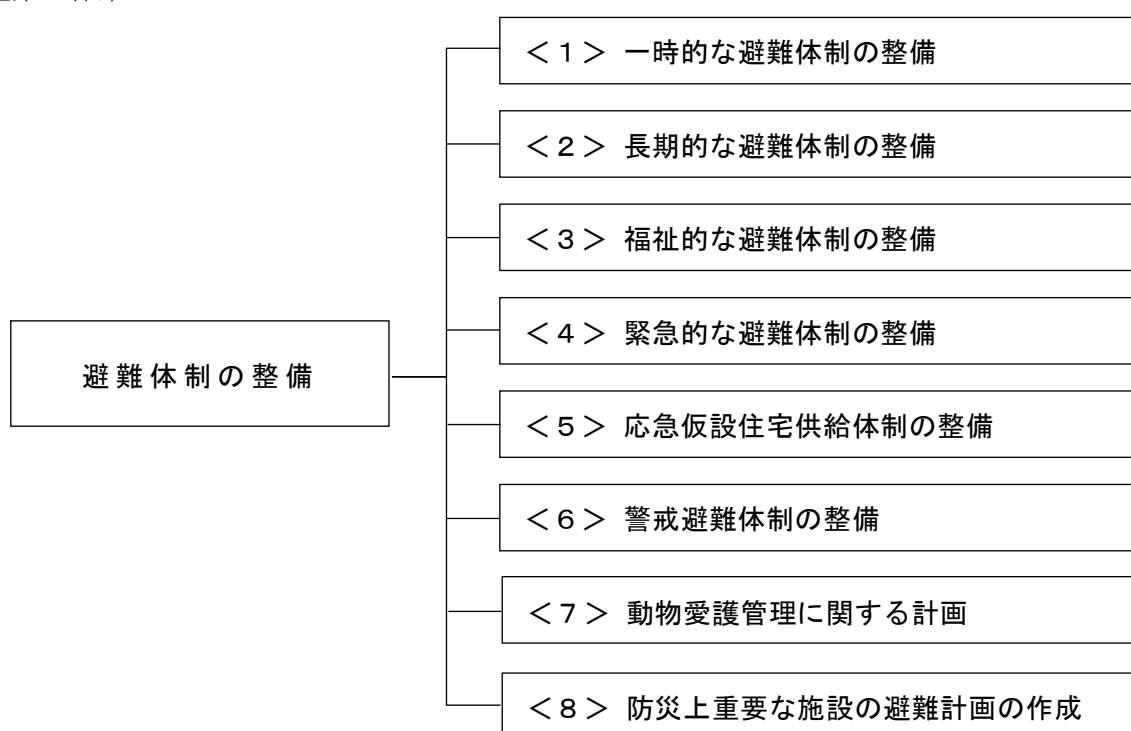 ＜１＞ 一時的な避難体制の整備
＜２＞ 長期的な避難体制の整備
＜３＞ 福祉的な避難体制の整備
＜４＞ 緊急的な避難体制の整備
避難体制の整備
＜５＞ 応急仮設住宅供給体制の整備
＜６＞ 警戒避難体制の整備
＜７＞ 動物愛護管理に関する計画
＜８＞ 防災上重要な施設の避難計画の作成